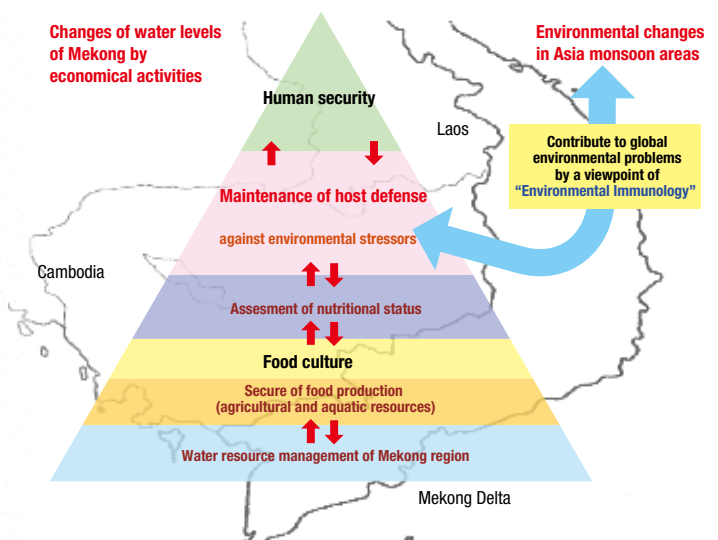 Changes of water levels
of Mekong by
economical activities
Environmental changes
in Asia monsoon areas
Human security
Laos
Contribute to global
environmental problems
by a viewpoint of
“Environmental Immunology”
Maintenance of host defense
against environmental stressors
Cambodia
Assesment of nutritional status
Food culture
Secure of food production
(agricultural and aquatic resources)
Water resource management of Mekong region
Mekong Delta